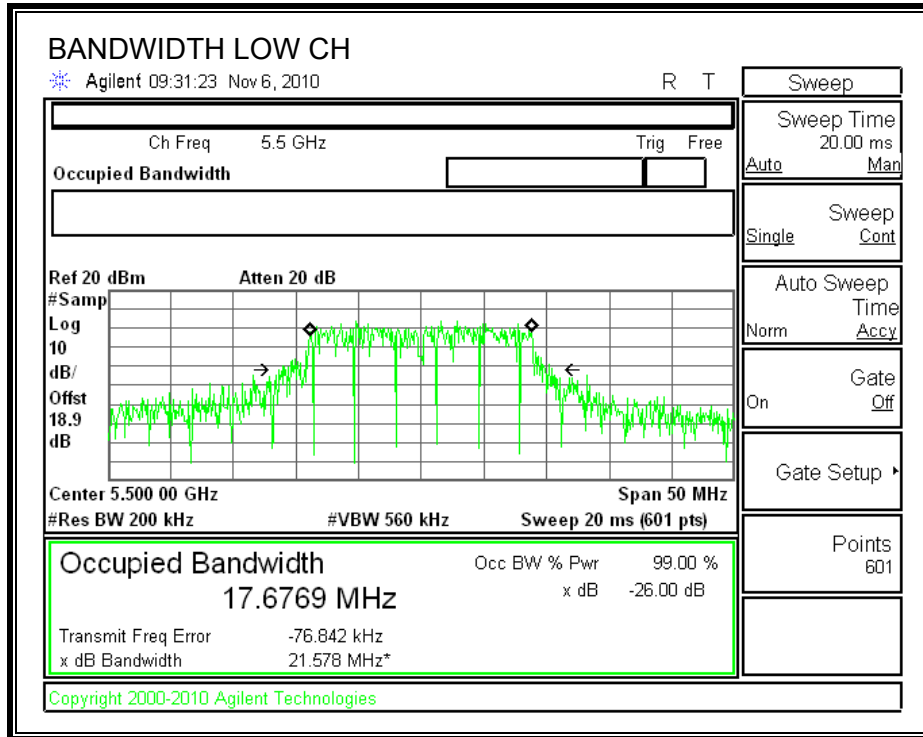 BANDWIDTH LOW CH
Agilent 09:31:23 Nov 6, 2010 R T
Ch Freq 5.5 GHz Trig Free
Occupied Bandwidth
Ref 20 dBm Atten 20 dB
#Samp
Log
10
dB/
Offst
18.9
dB
Center 5.500 00 GHz Span 50 MHz
#Res BW 200 kHz #VBW 560 kHz Sweep 20 ms (601 pts)
Occupied Bandwidth Occ BW % Pwr 99.00 %
17.6769 MHz x dB -26.00 dB
Transmit Freq Error -76.842 kHz
x dB Bandwidth 21.578 MHz*
Copyright 2000-2010 Agilent Technologies
Sweep
Sweep Time
20.00 ms
Auto Man
Sweep
Single Cont
Auto Sweep
Time
Norm Accy
Gate
On Off
Gate Setup
Points
601